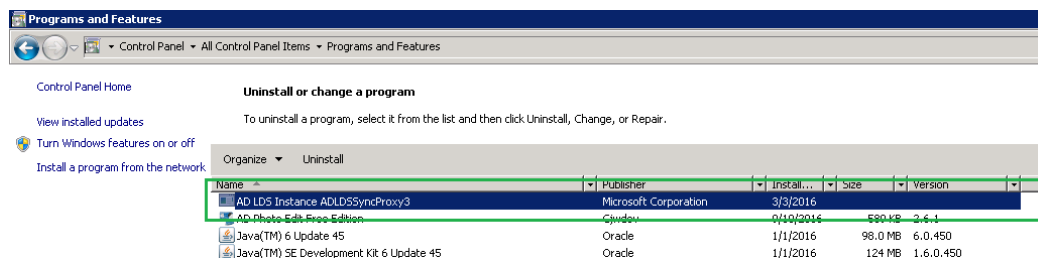 Programs and Features
Control Panel All Control Panel Items Programs and Features
Control Panel Home
Uninstall or change a program
View installed updates
To uninstall a program, select it from the list and then click Uninstall, Change, or Repair.
Turn Windows features on or off
Install a program from the network
Organize Uninstall
Name Publisher Install... Size Version
AD LDS Instance ADLDSSyncProxy3 Microsoft Corporation 3/3/2016
AD Photo Edit Free Edition Cjwdev 9/10/2016 589 KB 2.6.1
Java(TM) 6 Update 45 Oracle 1/1/2016 98.0 MB 6.0.450
Java(TM) SE Development Kit 6 Update 45 Oracle 1/1/2016 124 MB 1.6.0.450